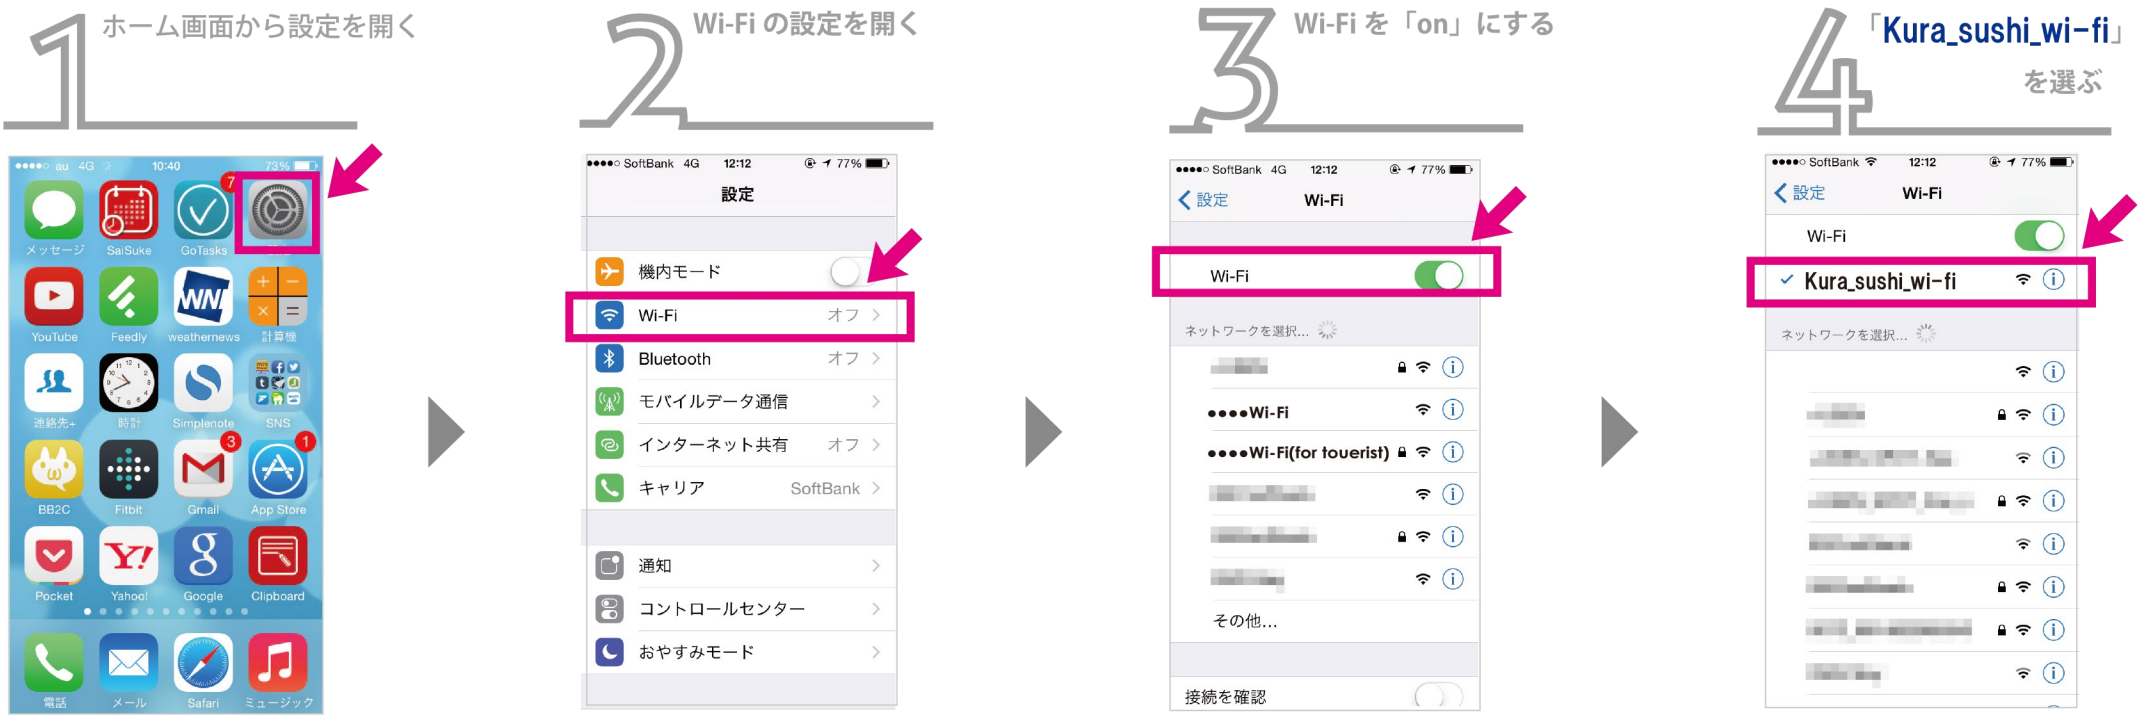 1
ホーム画面から設定を開く
au 4G
10:40
73%
7
メッセージ
SaiSuke
GoTasks
YouTube
Feedly
WNI
weathernews
計算機
連絡先+
時計
Simplenote
SNS
3
1
BB2C
Fitbit
Gmail
App Store
Y!
g
Pocket
Yahoo!
Google
Clipboard
電話
メール
Safari
ミュージック
2
Wi-Fi の設定を開く
SoftBank 4G
12:12
77%
設定
機内モード
Wi-Fi オフ
Bluetooth オフ
モバイルデータ通信
インターネット共有 オフ
キャリア SoftBank
通知
コントロールセンター
おやすみモード
3
Wi-Fi を「on」にする
SoftBank 4G
12:12
77%
設定
Wi-Fi
Wi-Fi
ネットワークを選択...
●●●●Wi-Fi
●●●●Wi-Fi(for touerist)
その他...
接続を確認
4
「Kura_sushi_wi-fi」
を選ぶ
SoftBank
12:12
77%
設定
Wi-Fi
Wi-Fi
Kura_sushi_wi-fi
ネットワークを選択...